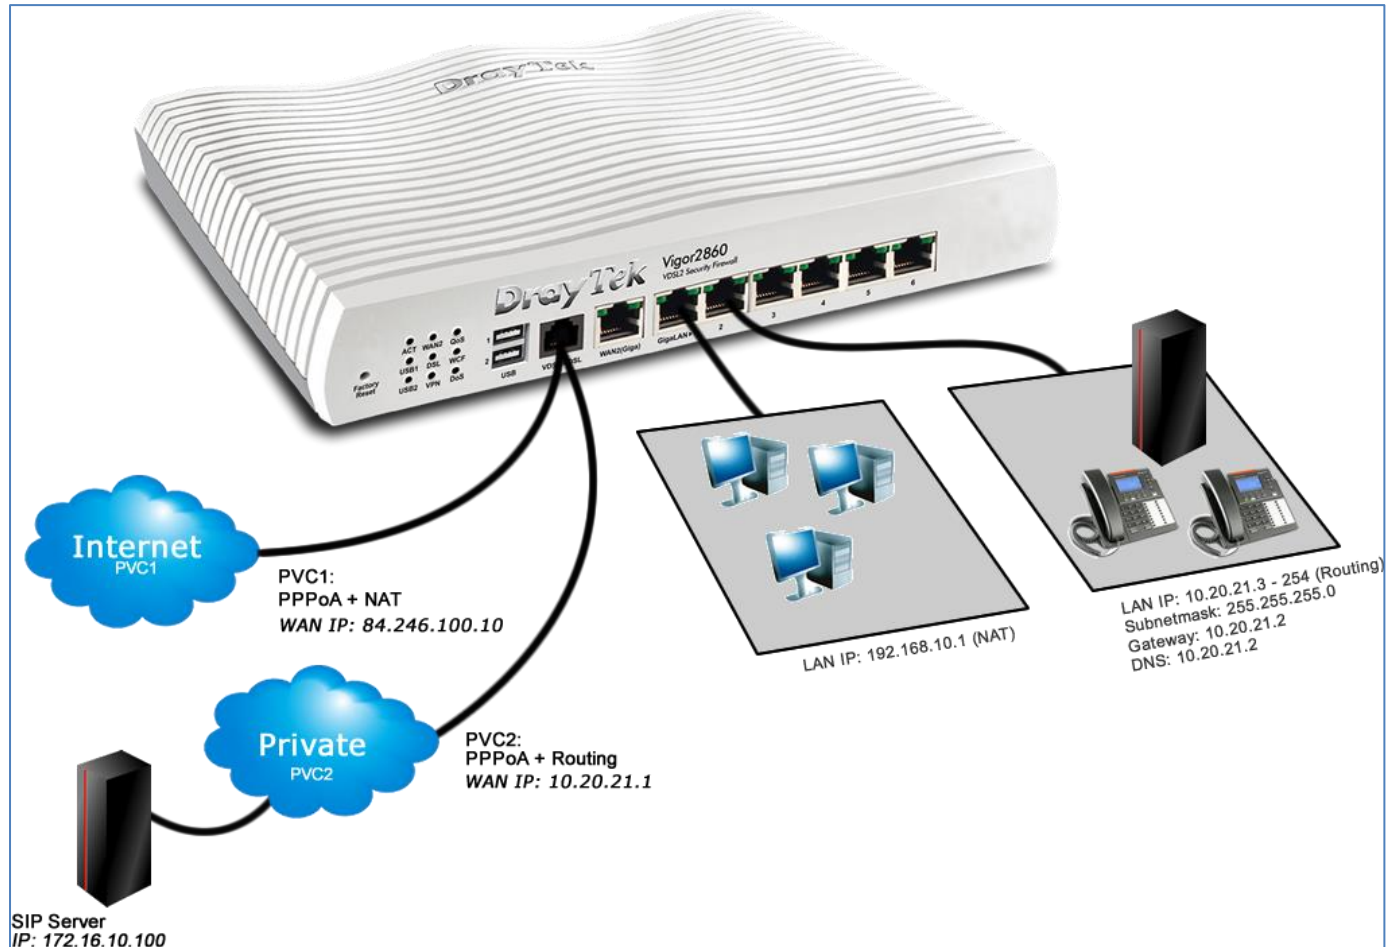 DrayTek
DrayTek
Vigor2860
VDSL2 Security Firewall
ACT WAN2 QoS
USB1 DSL WCF
USB2 VPN DoS
Factory
Reset
1
2
USB
WAN2(Giga)
GigaLAN
2
3
4
5
6
Internet
PVC1
PVC1:
PPPoA + NAT
WAN IP: 84.246.100.10
Private
PVC2
PVC2:
PPPoA + Routing
WAN IP: 10.20.21.1
SIP Server
IP: 172.16.10.100
LAN IP: 192.168.10.1 (NAT)
LAN IP: 10.20.21.3 - 254 (Routing)
Subnetmask: 255.255.255.0
Gateway: 10.20.21.2
DNS: 10.20.21.2